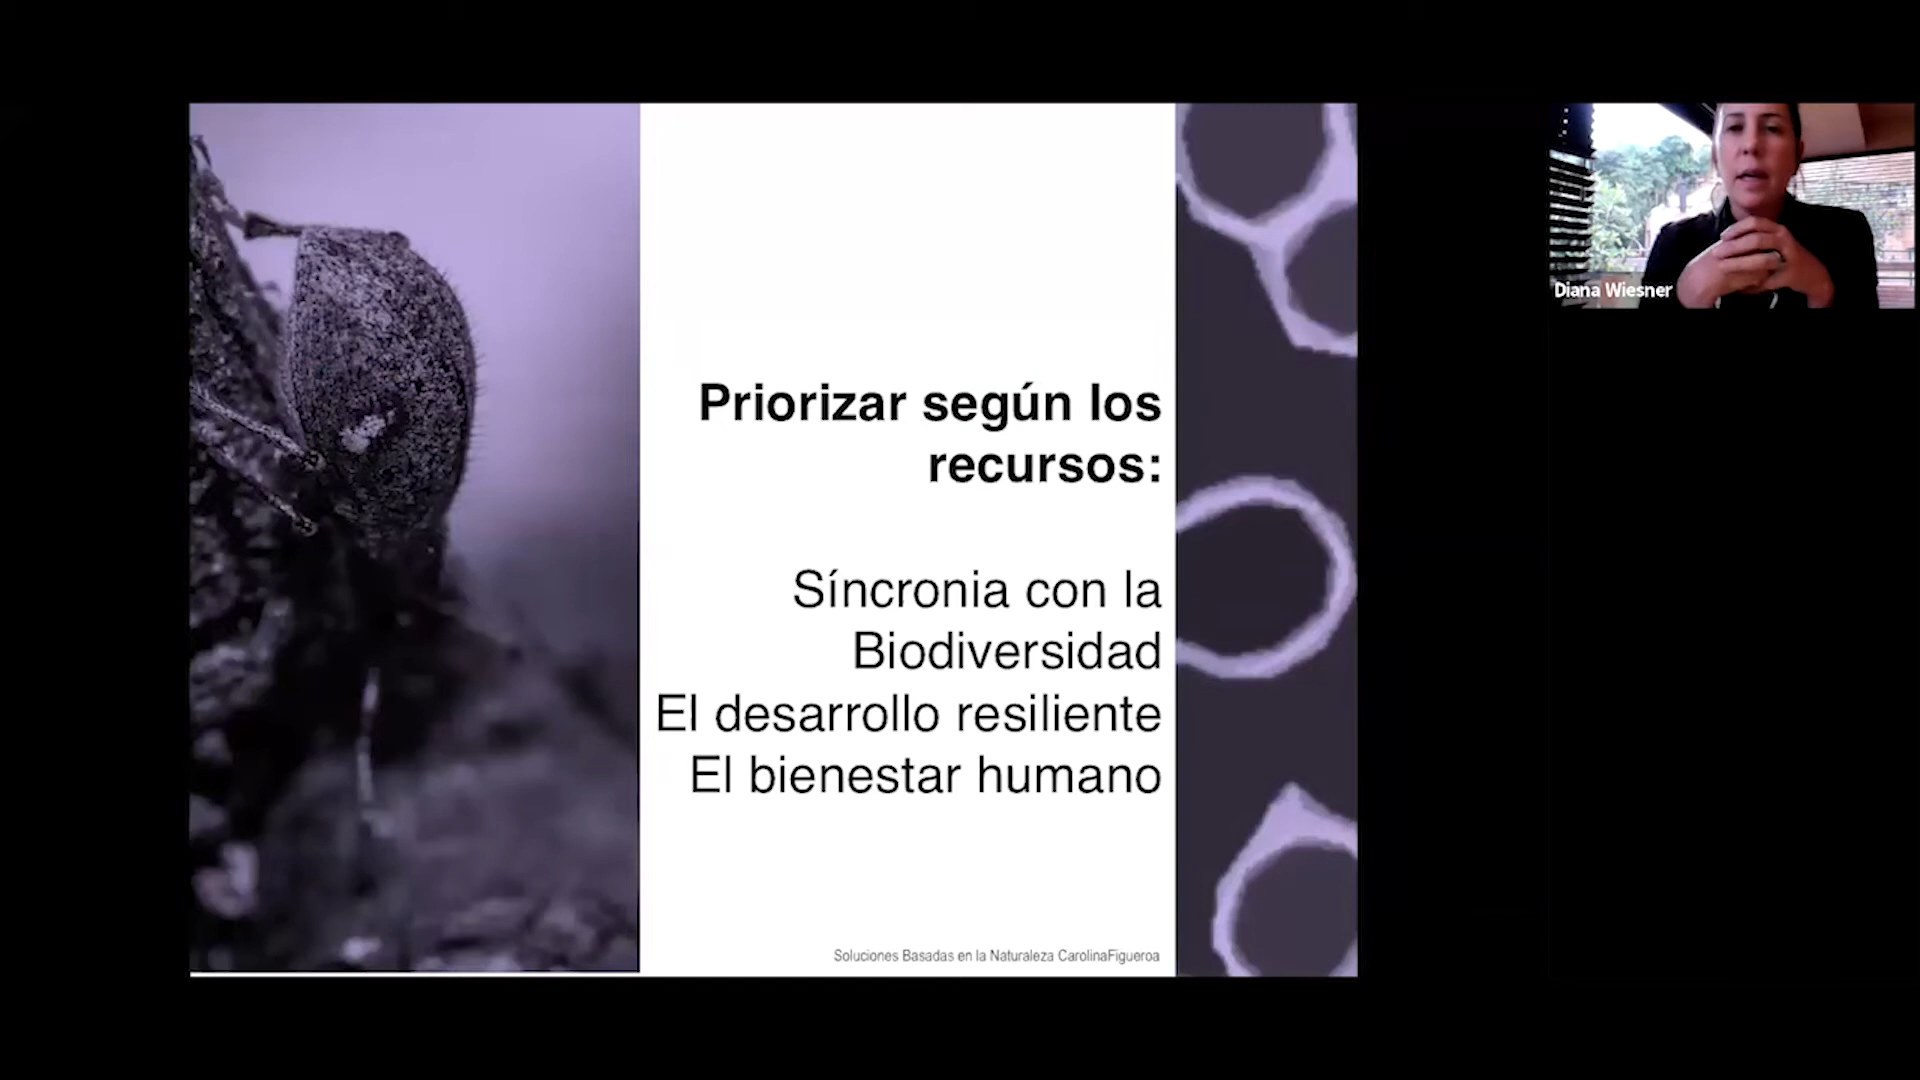 Priorizar según los
recursos:
Síncronia con la
Biodiversidad
El desarrollo resiliente
El bienestar humano
Soluciones Basadas en la Naturaleza CarolinaFigueroa
Diana Wiesner